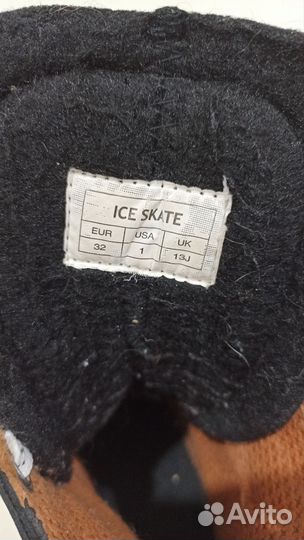 ICE SKATE
EUR USA UK
32 1 13J
Avito